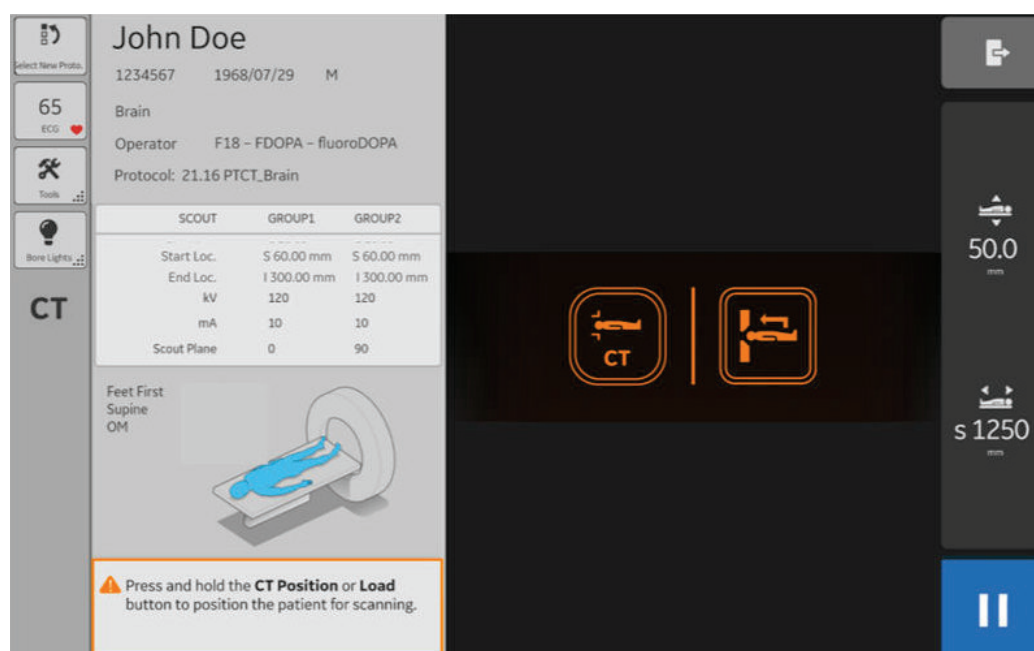 Select New Proto.
65
ECG
Tools
Bore Lights
CT
John Doe
1234567 1968/07/29 M
Brain
Operator F18 – FDOPA – fluoroDOPA
Protocol: 21.16 PTCT_Brain
SCOUT GROUP1 GROUP2
Start Loc. S 60.00 mm S 60.00 mm
End Loc. I 300.00 mm I 300.00 mm
kV 120 120
mA 10 10
Scout Plane 0 90
Feet First
Supine
OM
Press and hold the CT Position or Load
button to position the patient for scanning.
CT
50.0
mm
s 1250
mm